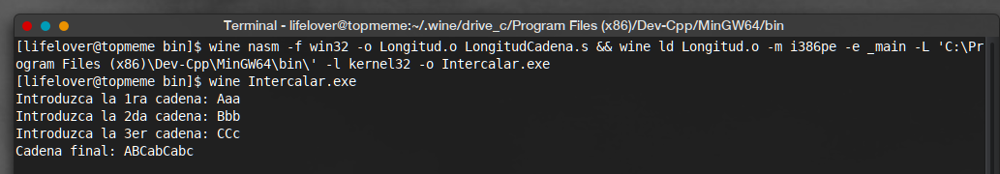 Terminal - lifelover@topmeme:~/.wine/drive_c/Program Files (x86)/Dev-Cpp/MinGW64/bin
[lifelover@topmeme bin]$ wine nasm -f win32 -o Longitud.o LongitudCadena.s && wine ld Longitud.o -m i386pe -e _main -L 'C:\Pr
ogram Files (x86)\Dev-Cpp\MinGW64\bin\' -l kernel32 -o Intercalar.exe
[lifelover@topmeme bin]$ wine Intercalar.exe
Introduzca la 1ra cadena: Aaa
Introduzca la 2da cadena: Bbb
Introduzca la 3er cadena: CCc
Cadena final: ABCabCabc